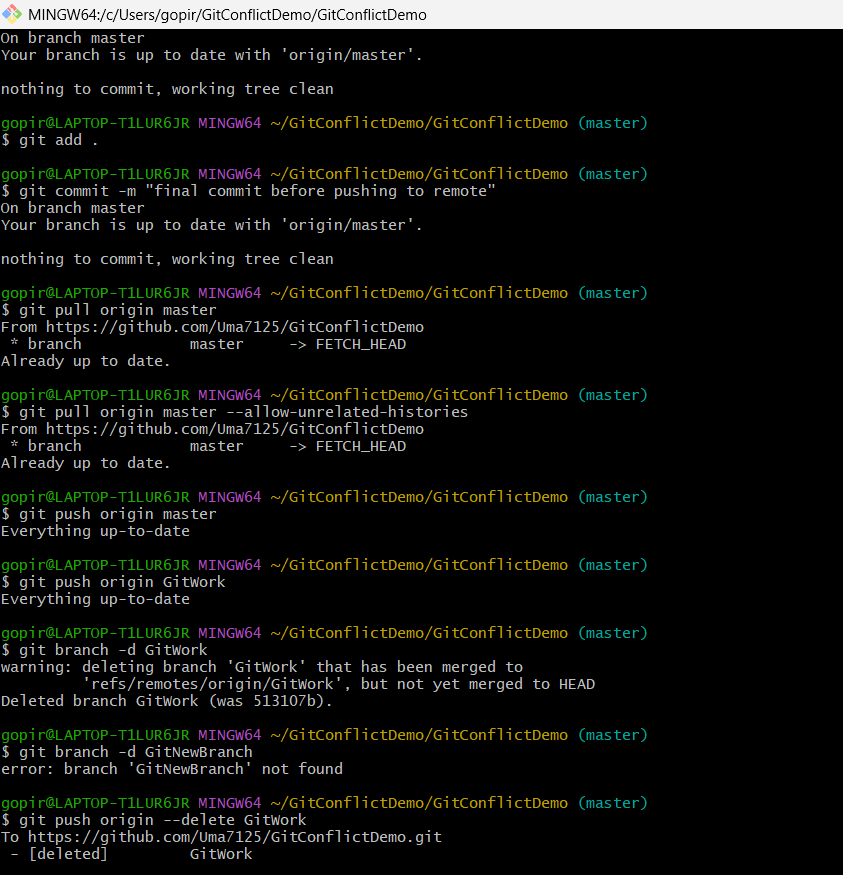 MINGW64:/c/Users/gopir/GitConflictDemo/GitConflictDemo
On branch master
Your branch is up to date with 'origin/master'.
nothing to commit, working tree clean
gopir@LAPTOP-T1LUR6JR MINGW64 ~/GitConflictDemo/GitConflictDemo (master)
$ git add .
gopir@LAPTOP-T1LUR6JR MINGW64 ~/GitConflictDemo/GitConflictDemo (master)
$ git commit -m "final commit before pushing to remote"
On branch master
Your branch is up to date with 'origin/master'.
nothing to commit, working tree clean
gopir@LAPTOP-T1LUR6JR MINGW64 ~/GitConflictDemo/GitConflictDemo (master)
$ git pull origin master
From https://github.com/Uma7125/GitConflictDemo
 * branch            master     -> FETCH_HEAD
Already up to date.
gopir@LAPTOP-T1LUR6JR MINGW64 ~/GitConflictDemo/GitConflictDemo (master)
$ git pull origin master --allow-unrelated-histories
From https://github.com/Uma7125/GitConflictDemo
 * branch            master     -> FETCH_HEAD
Already up to date.
gopir@LAPTOP-T1LUR6JR MINGW64 ~/GitConflictDemo/GitConflictDemo (master)
$ git push origin master
Everything up-to-date
gopir@LAPTOP-T1LUR6JR MINGW64 ~/GitConflictDemo/GitConflictDemo (master)
$ git push origin GitWork
Everything up-to-date
gopir@LAPTOP-T1LUR6JR MINGW64 ~/GitConflictDemo/GitConflictDemo (master)
$ git branch -d GitWork
warning: deleting branch 'GitWork' that has been merged to
         'refs/remotes/origin/GitWork', but not yet merged to HEAD
Deleted branch GitWork (was 513107b).
gopir@LAPTOP-T1LUR6JR MINGW64 ~/GitConflictDemo/GitConflictDemo (master)
$ git branch -d GitNewBranch
error: branch 'GitNewBranch' not found
gopir@LAPTOP-T1LUR6JR MINGW64 ~/GitConflictDemo/GitConflictDemo (master)
$ git push origin --delete GitWork
To https://github.com/Uma7125/GitConflictDemo.git
 - [deleted]         GitWork